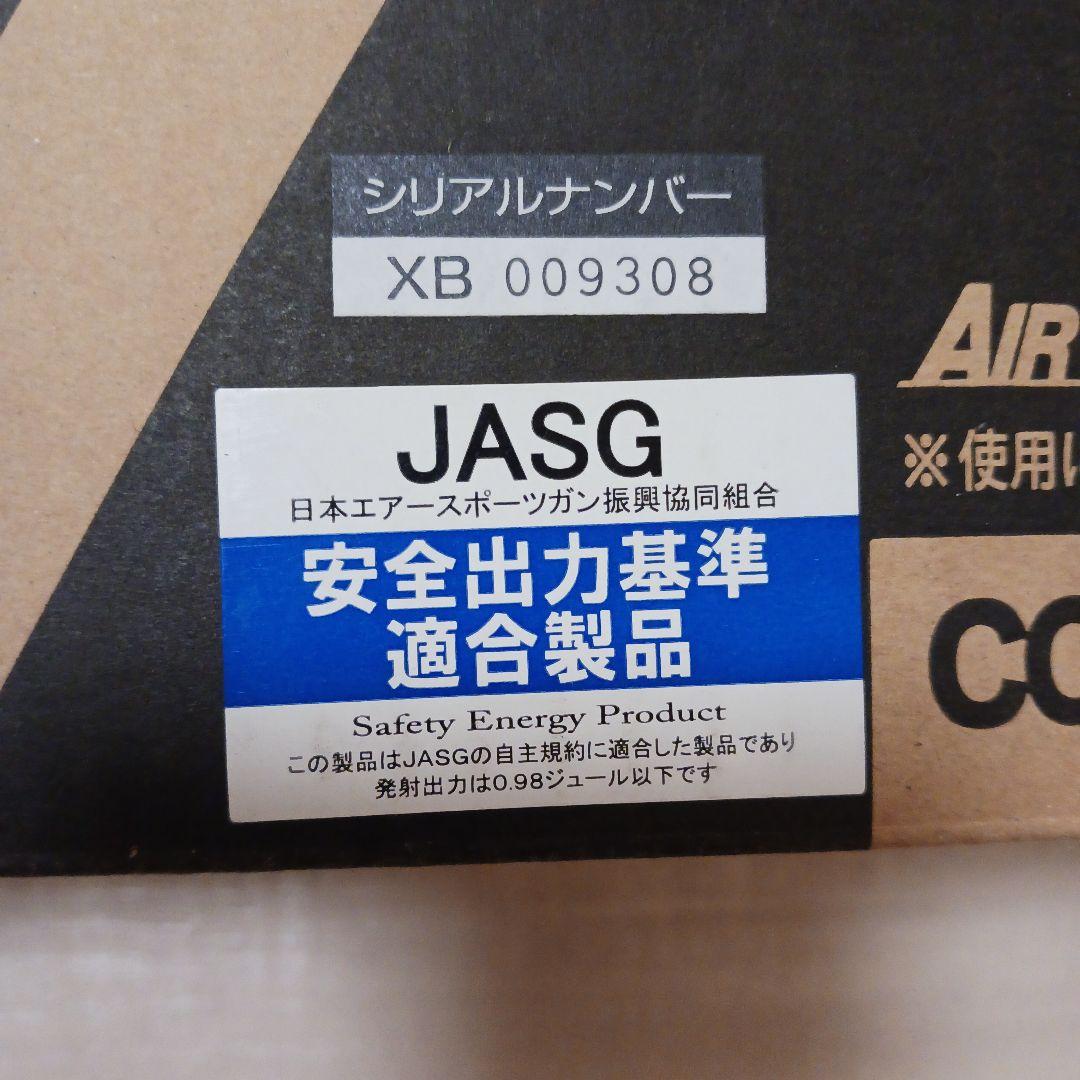 シリアルナンバー
XB 009308
AIR
※使用
JASG
日本エアースポーツガン振興協同組合
安全出力基準
適合製品
Safety Energy Product
この製品はJASGの自主規約に適合した製品であり
発射出力は0.98ジュール以下です